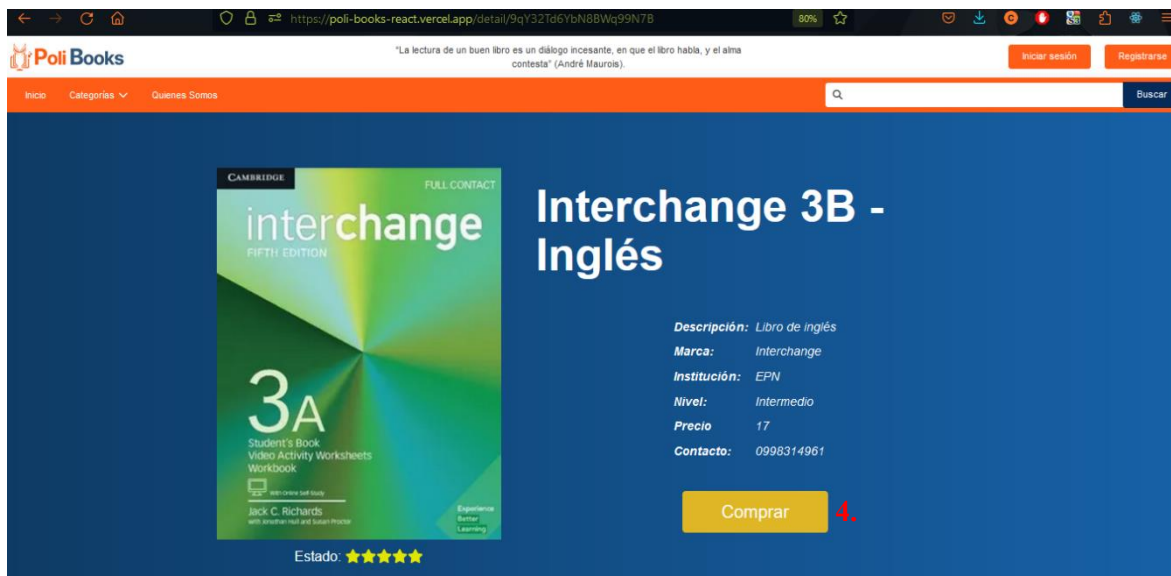 https://poli-books-react.vercel.app/detail/9qY32Td6YbN8BWq99N7B
80%
Poli Books
"La lectura de un buen libro es un diálogo incesante, en que el libro habla, y el alma
contesta" (André Maurois).
Iniciar sesión
Registrarse
Inicio
Categorías
Quienes Somos
Buscar
CAMBRIDGE
FULL CONTACT
interchange
FIFTH EDITION
3A
Student's Book
Video Activity Worksheets
Workbook
With Online Self-Study
Jack C. Richards
with Jonathan Hull and Susan Proctor
Experience
Better
Learning
Estado:
Interchange 3B -
Inglés
Descripción: Libro de inglés
Marca: Interchange
Institución: EPN
Nivel: Intermedio
Precio 17
Contacto: 0998314961
Comprar
4.